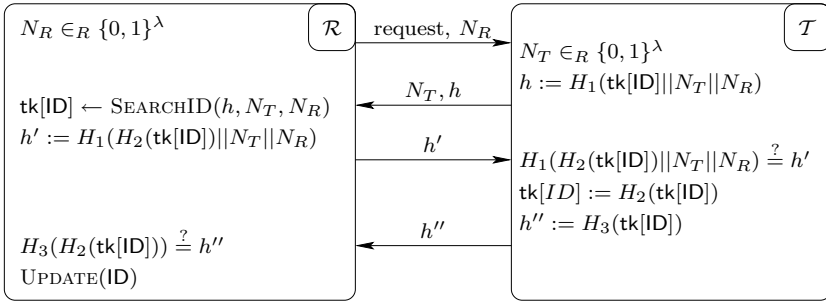 N_R ∈_R {0, 1}^λ
R
request, N_R
T
N_T ∈_R {0, 1}^λ
h := H_1(tk[ID]||N_T||N_R)
N_T, h
tk[ID] ← SEARCHID(h, N_T, N_R)
h' := H_1(H_2(tk[ID])||N_T||N_R)
h'
H_1(H_2(tk[ID])||N_T||N_R) ≟ h'
tk[ID] := H_2(tk[ID])
h'' := H_3(tk[ID])
h''
H_3(H_2(tk[ID])) ≟ h''
UPDATE(ID)